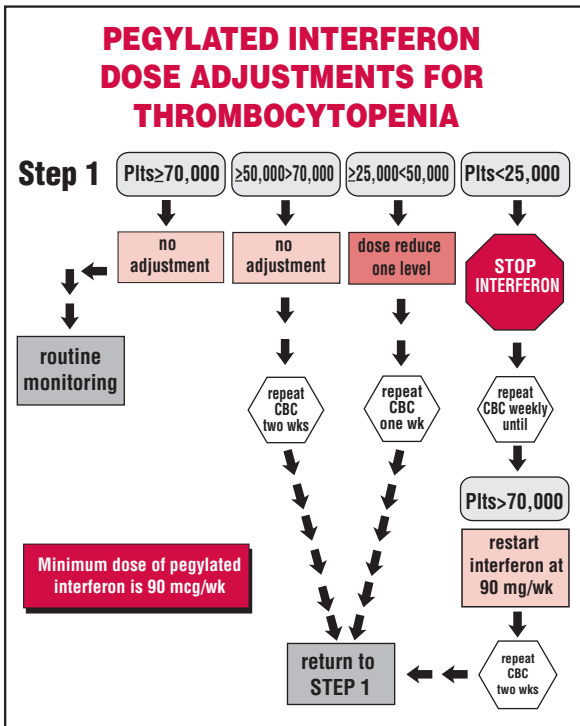 PEGYLATED INTERFERON
DOSE ADJUSTMENTS FOR
THROMBOCYTOPENIA
Step 1
Plts≥70,000
≥50,000>70,000
≥25,000<50,000
Plts<25,000
no
adjustment
no
adjustment
dose reduce
one level
STOP
INTERFERON
routine
monitoring
repeat
CBC
two wks
repeat
CBC
one wk
repeat
CBC weekly
until
Plts>70,000
Minimum dose of pegylated
interferon is 90 mcg/wk
restart
interferon at
90 mg/wk
return to
STEP 1
repeat
CBC
two wks